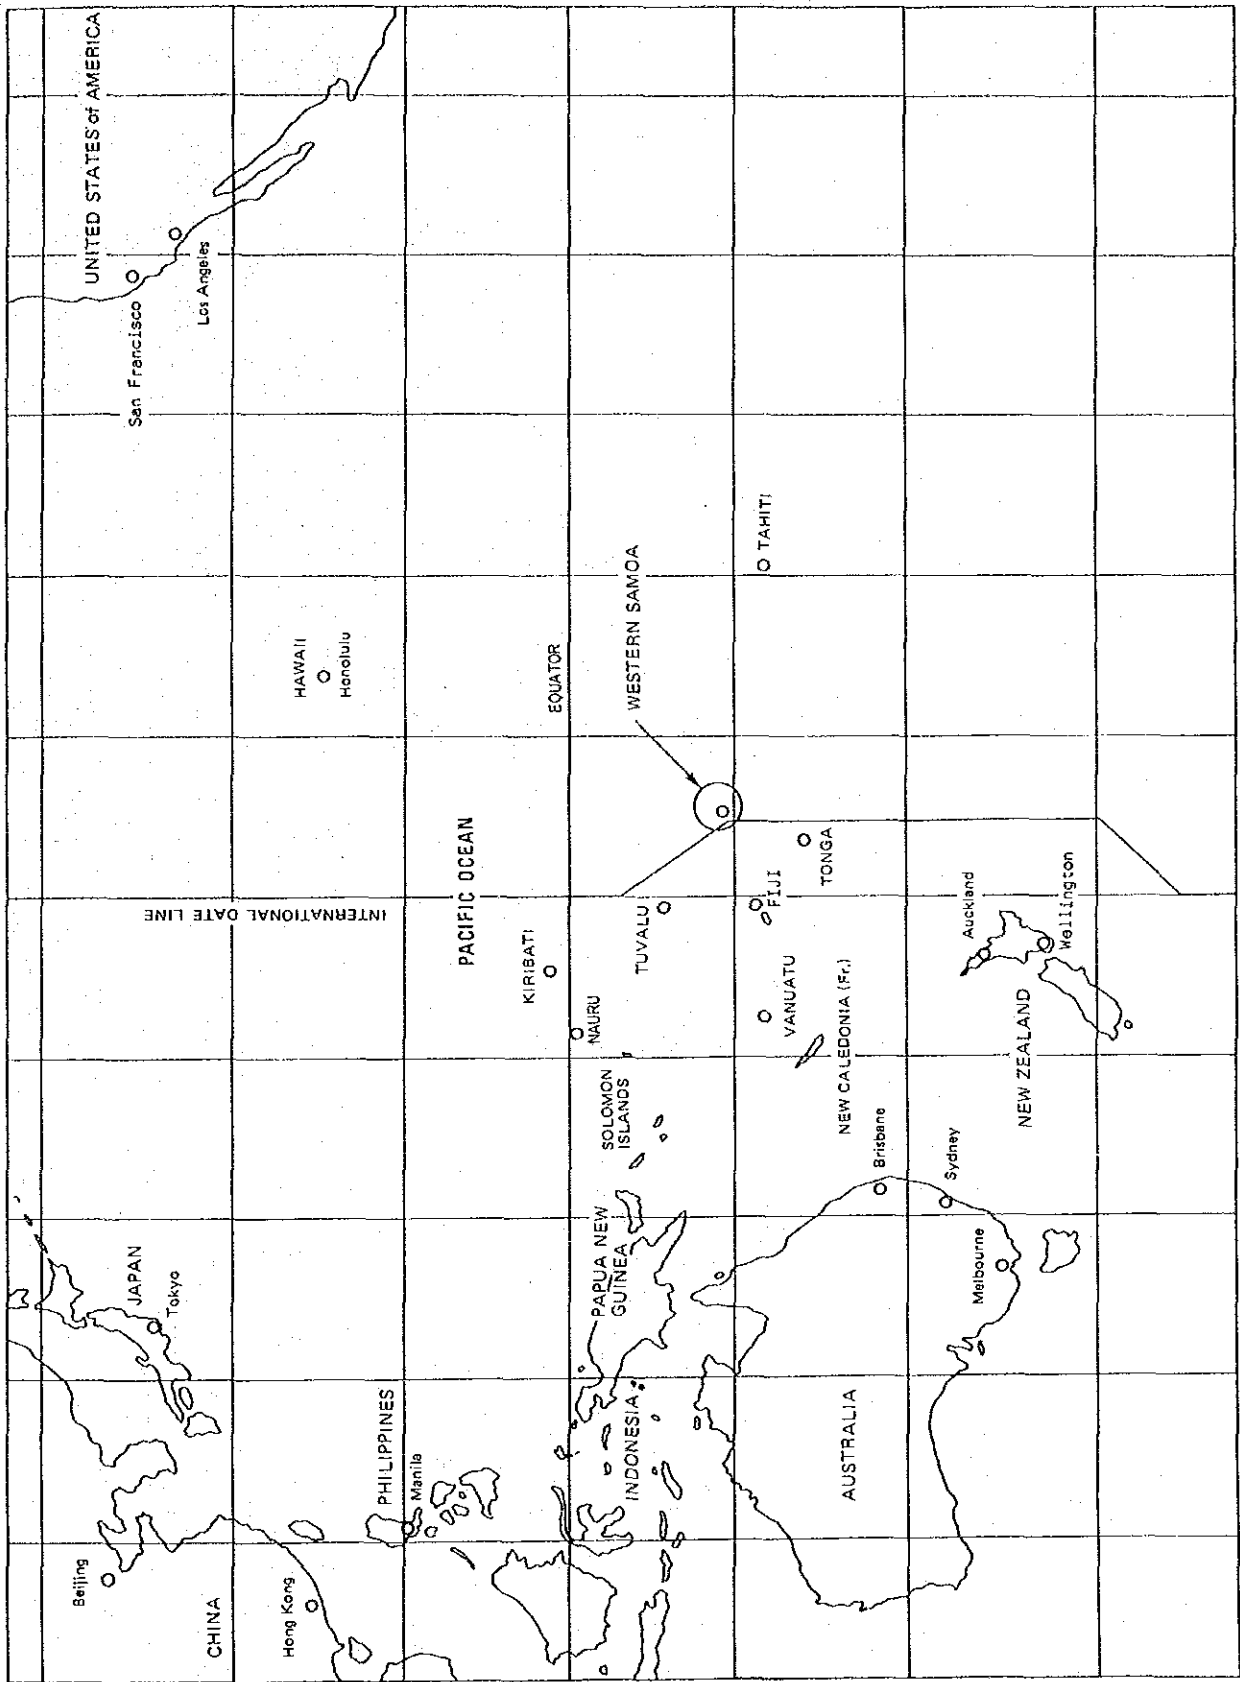 UNITED STATES of AMERICA
San Francisco
Los Angeles
HAWAII
Honolulu
INTERNATIONAL DATE LINE
PACIFIC OCEAN
EQUATOR
WESTERN SAMOA
TAHITI
KIRIBATI
NAURU
TUVALU
FIJI
TONGA
VANUATU
NEW CALEDONIA (Fr.)
SOLOMON
ISLANDS
PAPUA NEW
GUINEA
INDONESIA
JAPAN
Tokyo
Beijing
CHINA
Hong Kong
PHILIPPINES
Manila
AUSTRALIA
Brisbane
Sydney
Melbourne
NEW ZEALAND
Auckland
Wellington